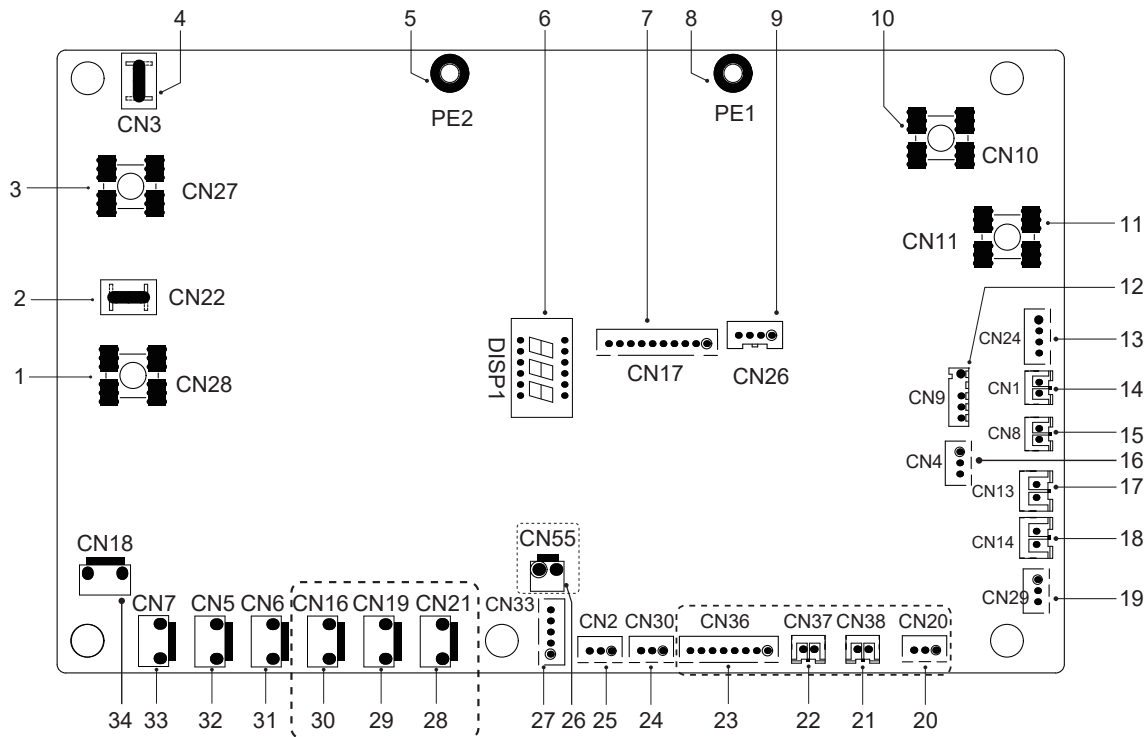 4 5 6 7 8 9 10
CN3 PE2 PE1
CN10
3 CN27
CN11 11
2 CN22
12
CN24 13
DISP1 CN17 CN26
1 CN28
CN9 CN1 14
CN8 15
CN4 16
CN13 17
CN14 18
CN18 CN55
CN29 19
CN7 CN5 CN6 CN16 CN19 CN21 CN33 CN2 CN30 CN36 CN37 CN38 CN20
34 33 32 31 30 29 28 27 26 25 24 23 22 21 20